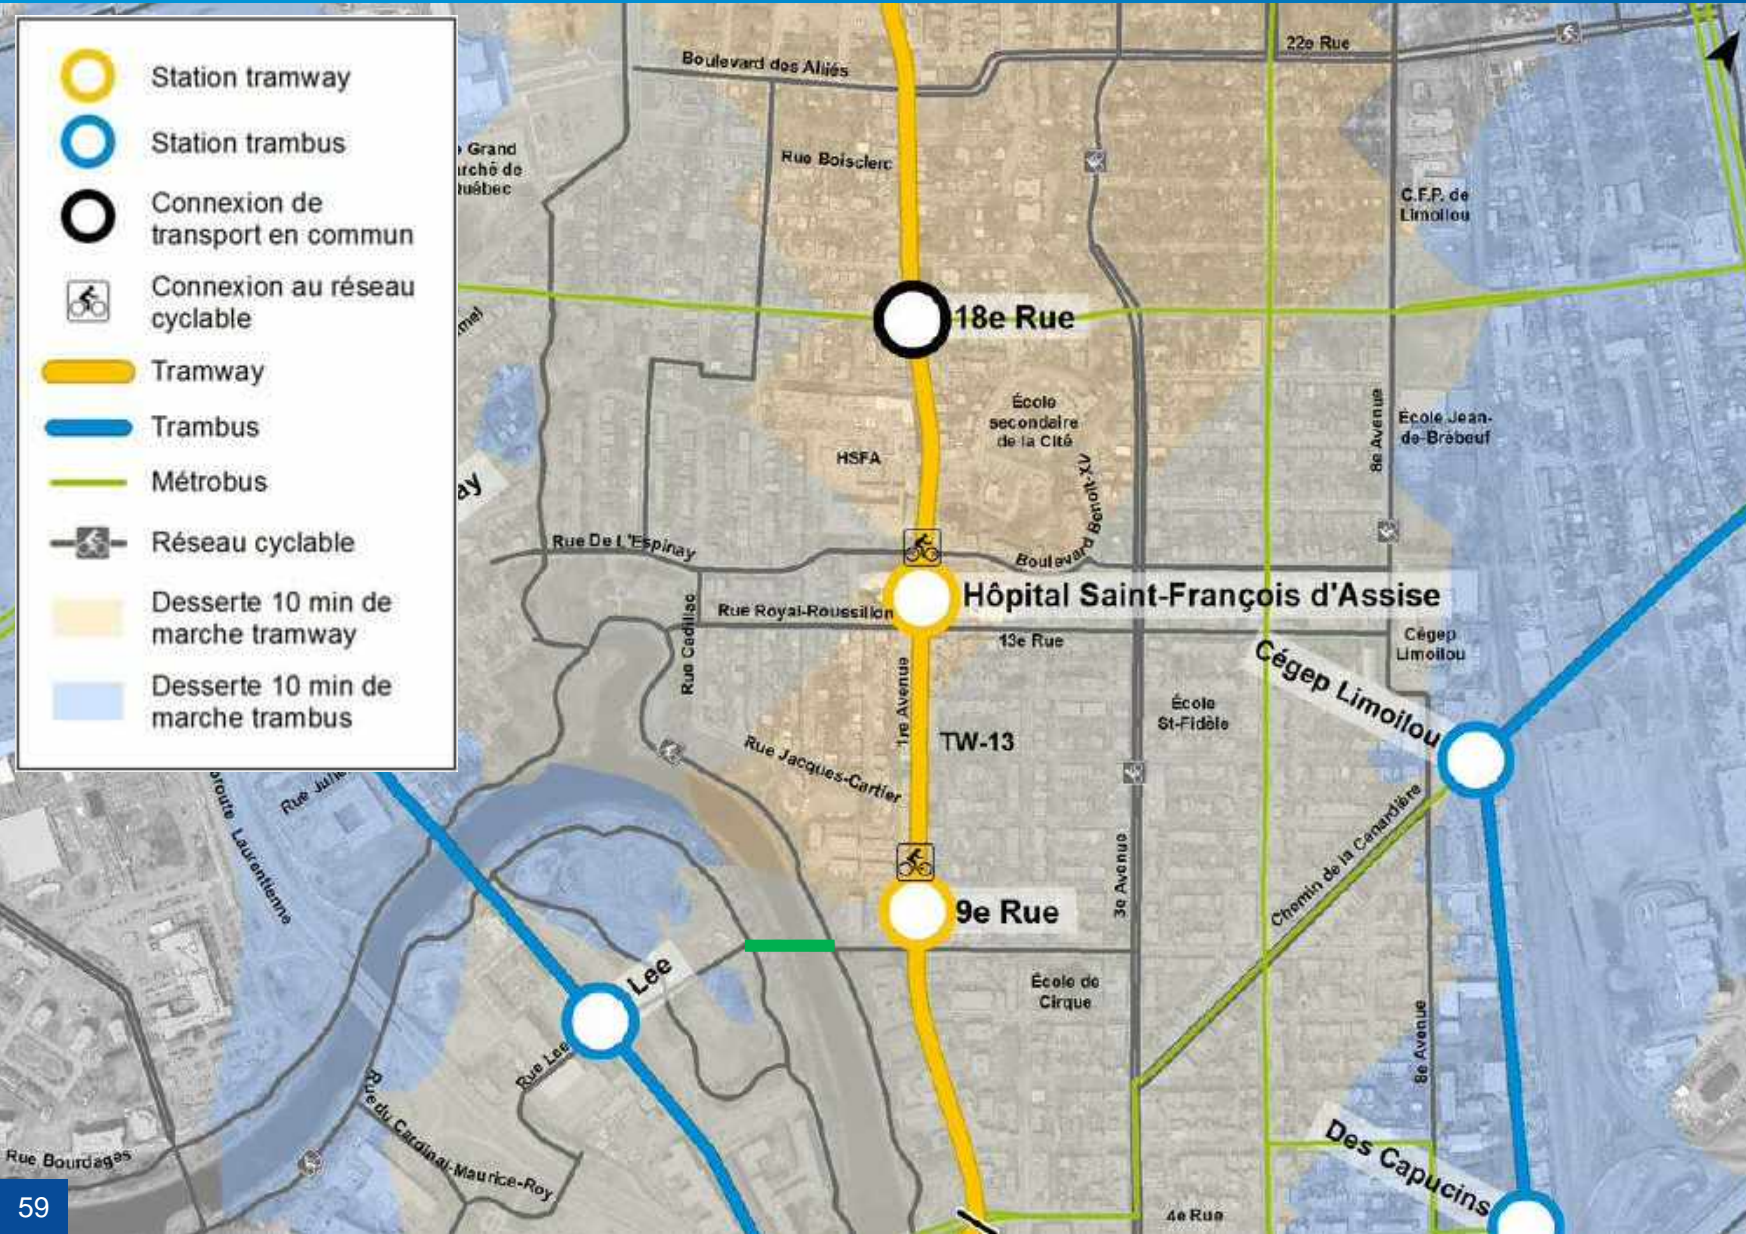 Station tramway
Station trambus
Connexion de
transport en commun
Connexion au réseau
cyclable
Tramway
Trambus
Métrobus
Réseau cyclable
Desserte 10 min de
marche tramway
Desserte 10 min de
marche trambus
Boulevard des Alliés
22e Rue
Grand
Québec
Rue Boisclerc
C.F.P. de
Limoilou
18e Rue
École
secondaire
de la Cité
8e Avenue
École Jean-
de-Brébeuf
HSFA
Boulevard Benoit-XV
Rue De L'Espinay
Hôpital Saint-François d'Assise
Rue Royal-Roussillon
Rue Cadillac
13e Rue
Cégep
Limoilou
Cégep Limoilou
1re Avenue
École
St-Fidèle
TW-13
Rue Jacques-Cartier
Laurentienne
3e Avenue
Chemin de la Canardière
9e Rue
Lee
École de
Cirque
Rue Lee
8e Avenue
Rue du Cardinal-Maurice-Roy
Rue Bourdages
Des Capucins
4e Rue
59